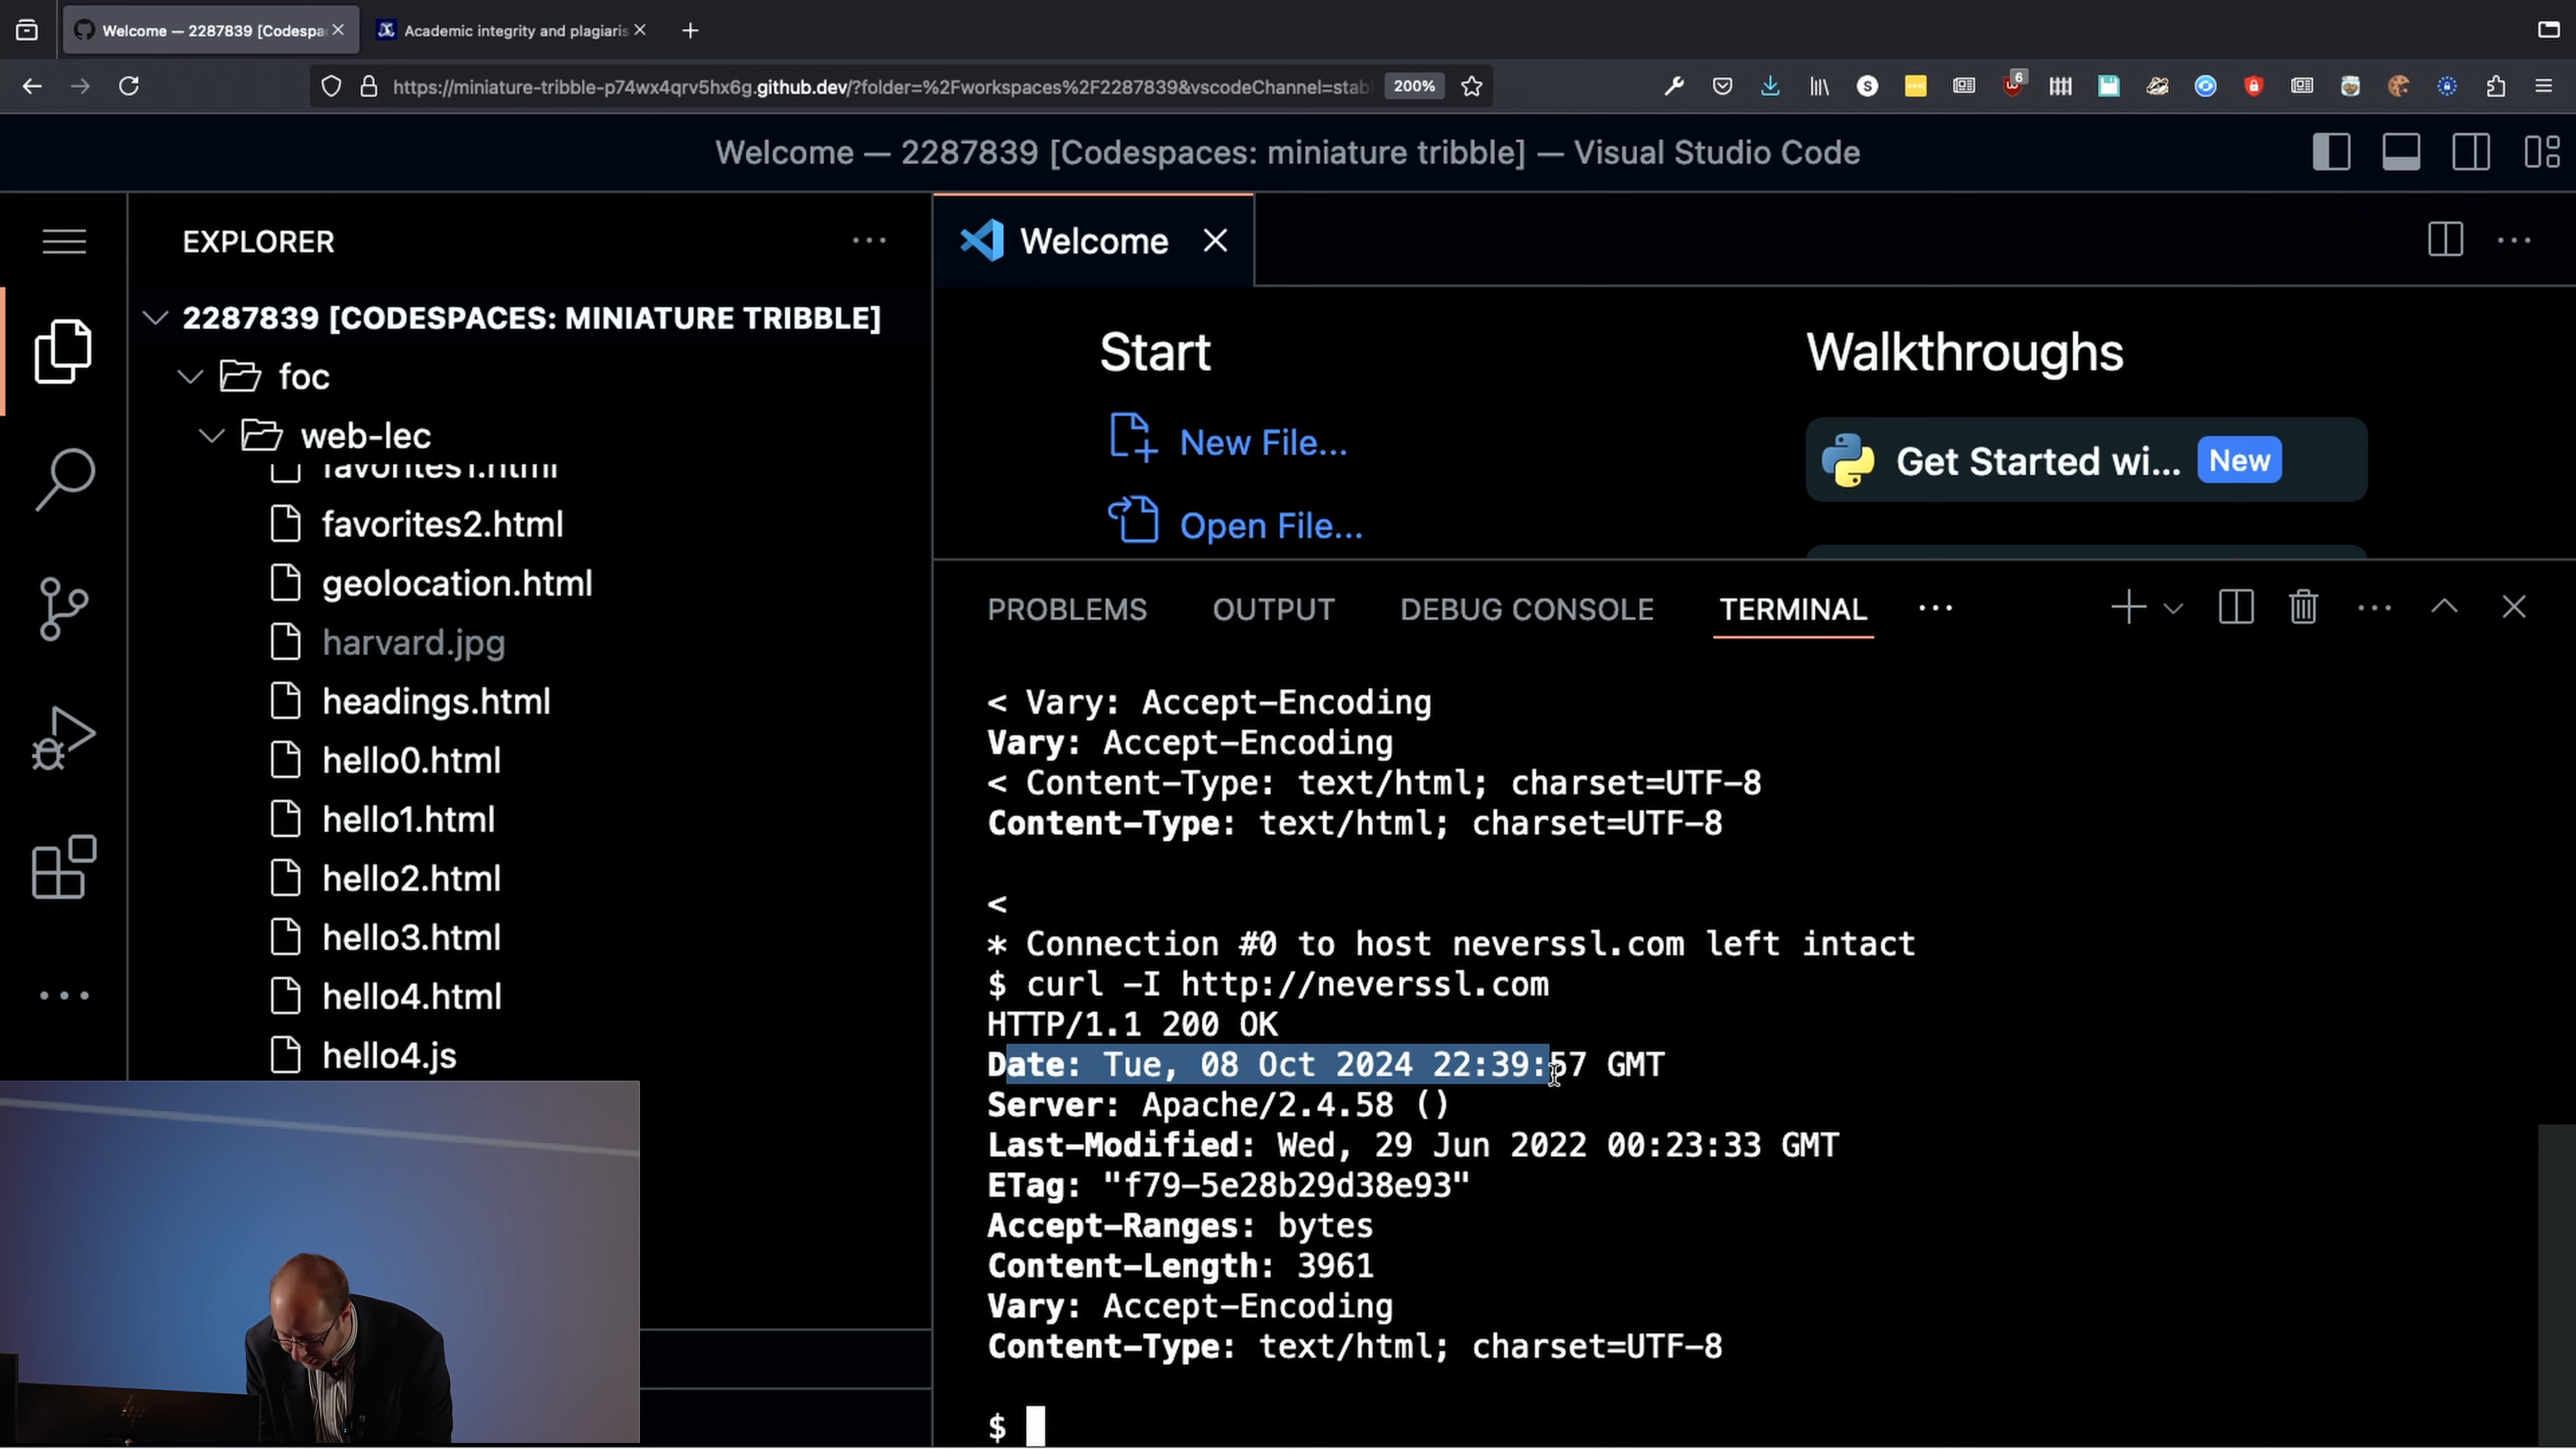 Welcome — 2287839 [Codespa
Academic integrity and plagiaris
https://miniature-tribble-p74wx4qrv5hx6g.github.dev/?folder=%2Fworkspaces%2F2287839&vscodeChannel=stabl
200%
6
Welcome — 2287839 [Codespaces: miniature tribble] — Visual Studio Code
EXPLORER
Welcome
2287839 [CODESPACES: MINIATURE TRIBBLE]
foc
web-lec
favorites1.html
favorites2.html
geolocation.html
harvard.jpg
headings.html
hello0.html
hello1.html
hello2.html
hello3.html
hello4.html
hello4.js
Start
New File...
Open File...
Walkthroughs
Get Started wi... New
PROBLEMS OUTPUT DEBUG CONSOLE TERMINAL
< Vary: Accept-Encoding
Vary: Accept-Encoding
< Content-Type: text/html; charset=UTF-8
Content-Type: text/html; charset=UTF-8
<
* Connection #0 to host neverssl.com left intact
$ curl -I http://neverssl.com
HTTP/1.1 200 OK
Date: Tue, 08 Oct 2024 22:39:57 GMT
Server: Apache/2.4.58 ()
Last-Modified: Wed, 29 Jun 2022 00:23:33 GMT
ETag: "f79-5e28b29d38e93"
Accept-Ranges: bytes
Content-Length: 3961
Vary: Accept-Encoding
Content-Type: text/html; charset=UTF-8
$